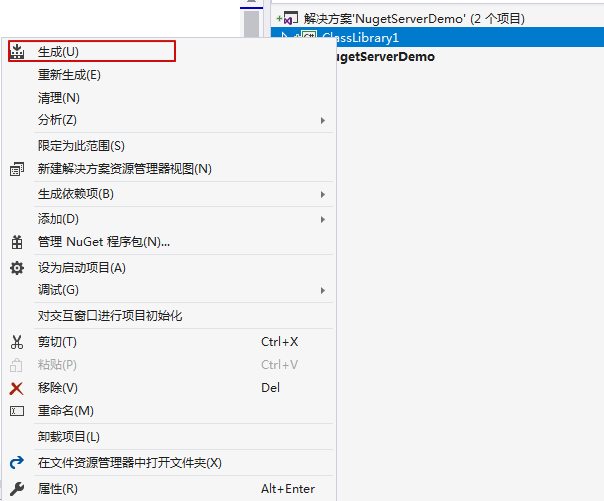 解决方案'NugetServerDemo' (2 个项目)
ClassLibrary1
NugetServerDemo
生成(U)
重新生成(E)
清理(N)
分析(Z)
限定为此范围(S)
新建解决方案资源管理器视图(N)
生成依赖项(B)
添加(D)
管理 NuGet 程序包(N)...
设为启动项目(A)
调试(G)
对交互窗口进行项目初始化
剪切(T) Ctrl+X
粘贴(P) Ctrl+V
移除(V) Del
重命名(M)
卸载项目(L)
在文件资源管理器中打开文件夹(X)
属性(R) Alt+Enter